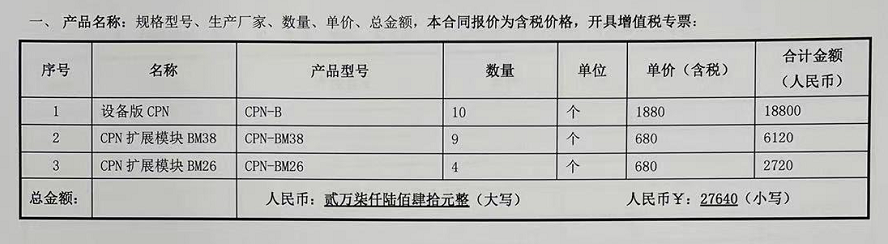 一、 产品名称：规格型号、生产厂家、数量、单价、总金额，本合同报价为含税价格，开具增值税专票：
序号 名称 产品型号 数量 单位 单价（含税） 合计金额
（人民币）
1 设备版 CPN CPN-B 10 个 1880 18800
2 CPN 扩展模块 BM38 CPN-BM38 9 个 680 6120
3 CPN 扩展模块 BM26 CPN-BM26 4 个 680 2720
总金额： 人民币：贰万柒仟陆佰肆拾元整（大写） 人民币￥：27640（小写）